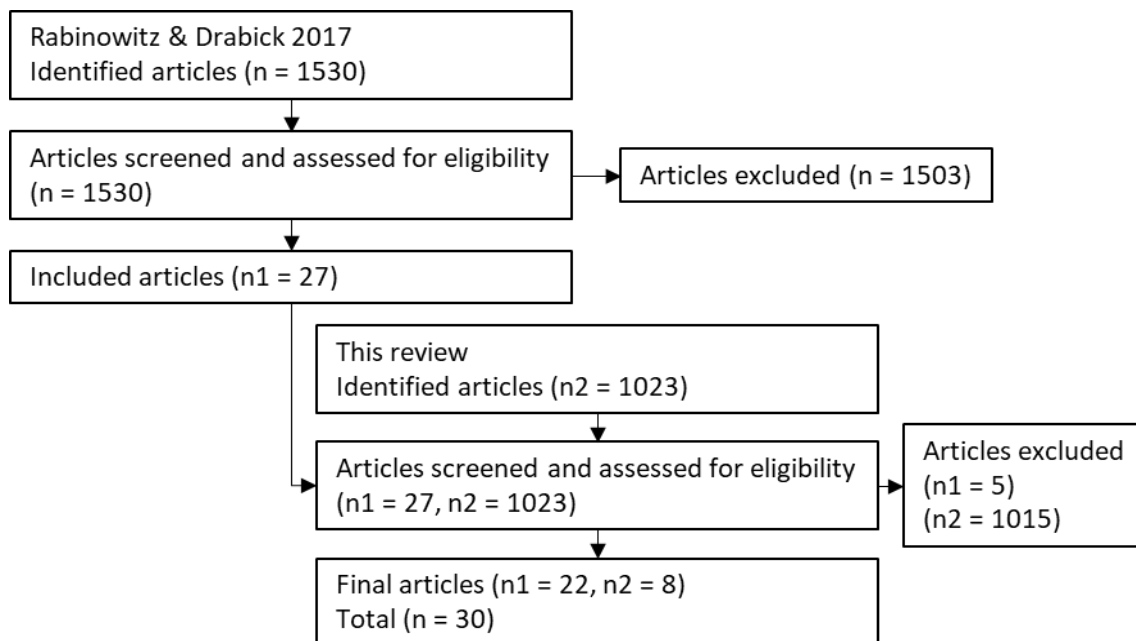 Rabinowitz & Drabick 2017
Identified articles (n = 1530)
Articles screened and assessed for eligibility
(n = 1530)
Articles excluded (n = 1503)
Included articles (n1 = 27)
This review
Identified articles (n2 = 1023)
Articles screened and assessed for eligibility
(n1 = 27, n2 = 1023)
Articles excluded
(n1 = 5)
(n2 = 1015)
Final articles (n1 = 22, n2 = 8)
Total (n = 30)